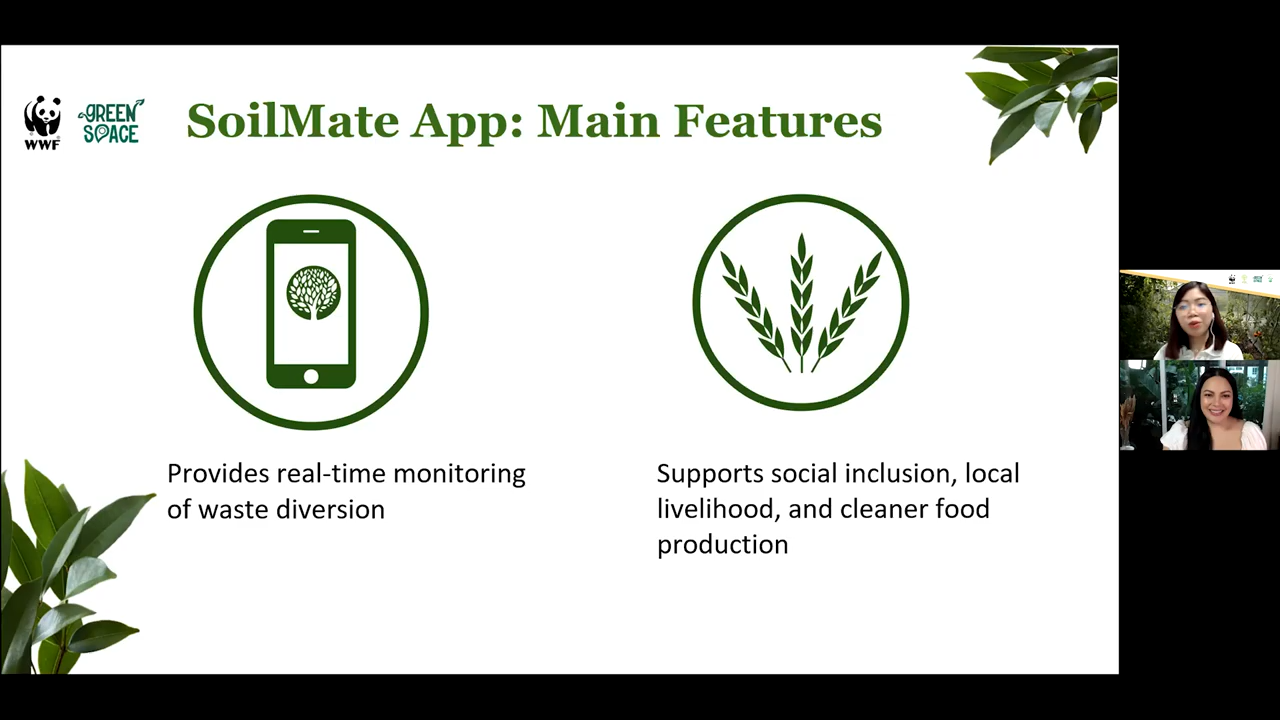 WWF
GREEN
SPACE
SoilMate App: Main Features
Provides real-time monitoring
of waste diversion
Supports social inclusion, local
livelihood, and cleaner food
production